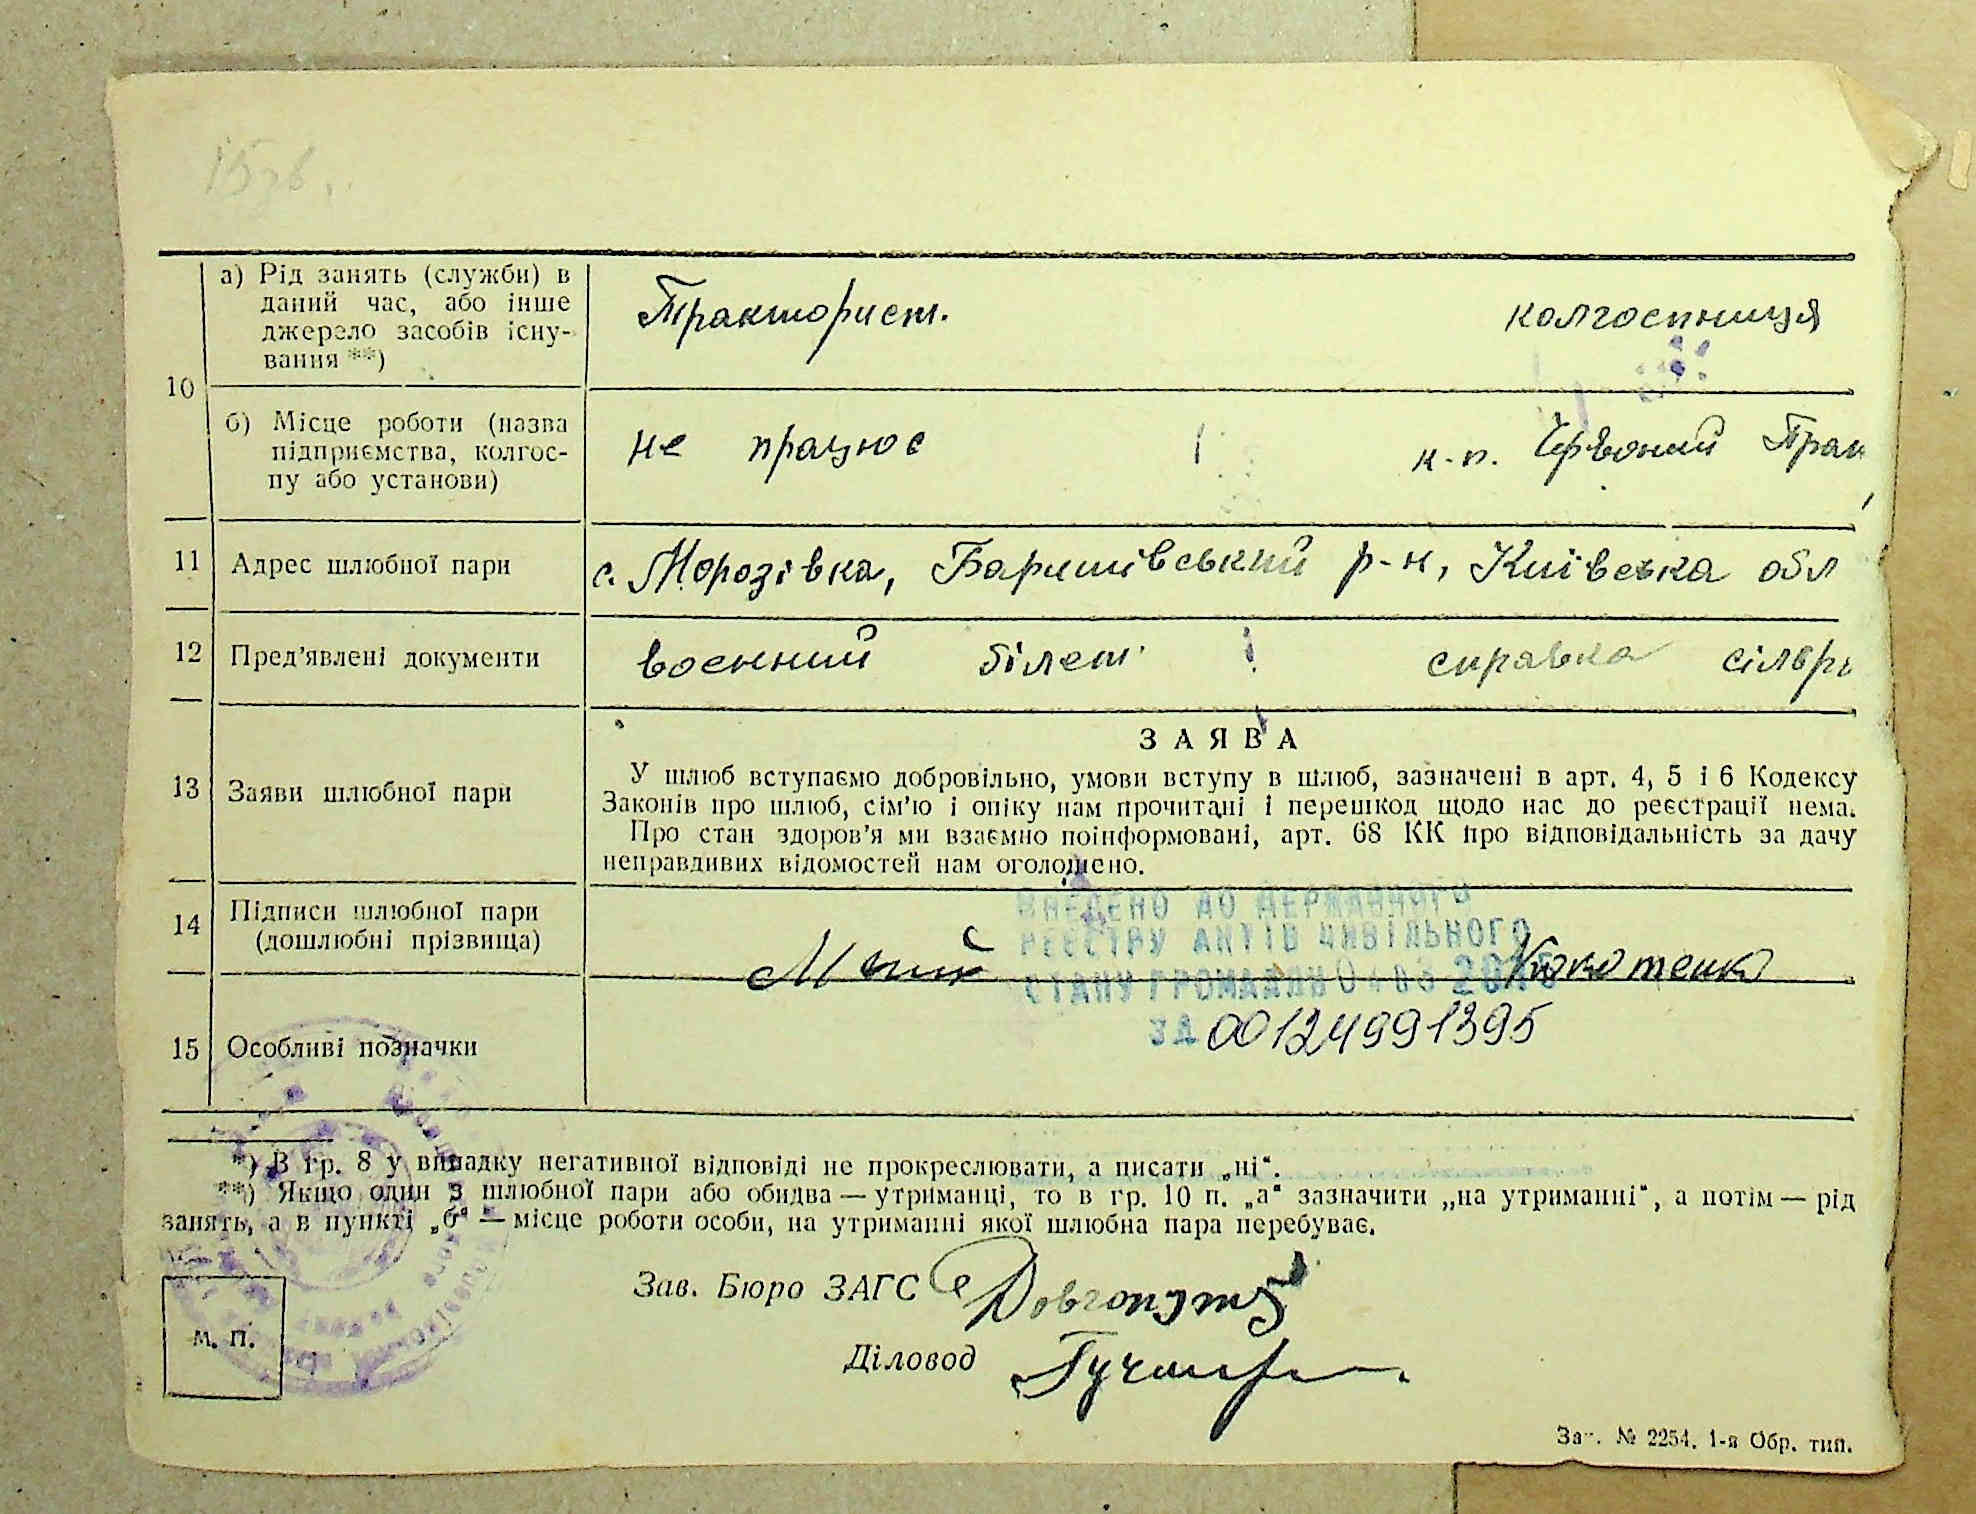 а) Рід занять (служби) в
даний час, або інше
джерело засобів існу-
вання **)
Тракторист.
колгоспниця
10
б) Місце роботи (назва
підприємства, колгос-
пу або установи)
не працює
к-п. Червоний Трак
11
Адрес шлюбної пари
с. Морозівка, Баришівський р-н, Київська обл
12
Пред'явлені документи
воєнний білет
справка сільр
13
Заяви шлюбної пари
ЗАЯВА
У шлюб вступаємо добровільно, умови вступу в шлюб, зазначені в арт. 4, 5 і 6 Кодексу
Законів про шлюб, сім'ю і опіку нам прочитані і перешкод щодо нас до реєстрації нема.
Про стан здоров'я ми взаємно поінформовані, арт. 68 КК про відповідальність за дачу
неправдивих відомостей нам оголошено.
14
Підписи шлюбної пари
(дошлюбні прізвища)
ВНЕСЕНО ДО ДЕРЖАВНОГО
РЕЄСТРУ АКТІВ ЦИВІЛЬНОГО
СТАНУ ГРОМАДЯН
ЗА 00124991395
15
Особливі позначки
*) В гр. 8 у випадку негативної відповіді не прокреслювати, а писати „ні“.
**) Якщо один з шлюбної пари або обидва — утриманці, то в гр. 10 п. „а“ зазначити „на утриманні“, а потім — рід
занять, а в пункті „б“ — місце роботи особи, на утриманні якої шлюбна пара перебуває.
Зав. Бюро ЗАГС
Діловод
м. п.
Зат. № 2254. 1-я Обр. тип.